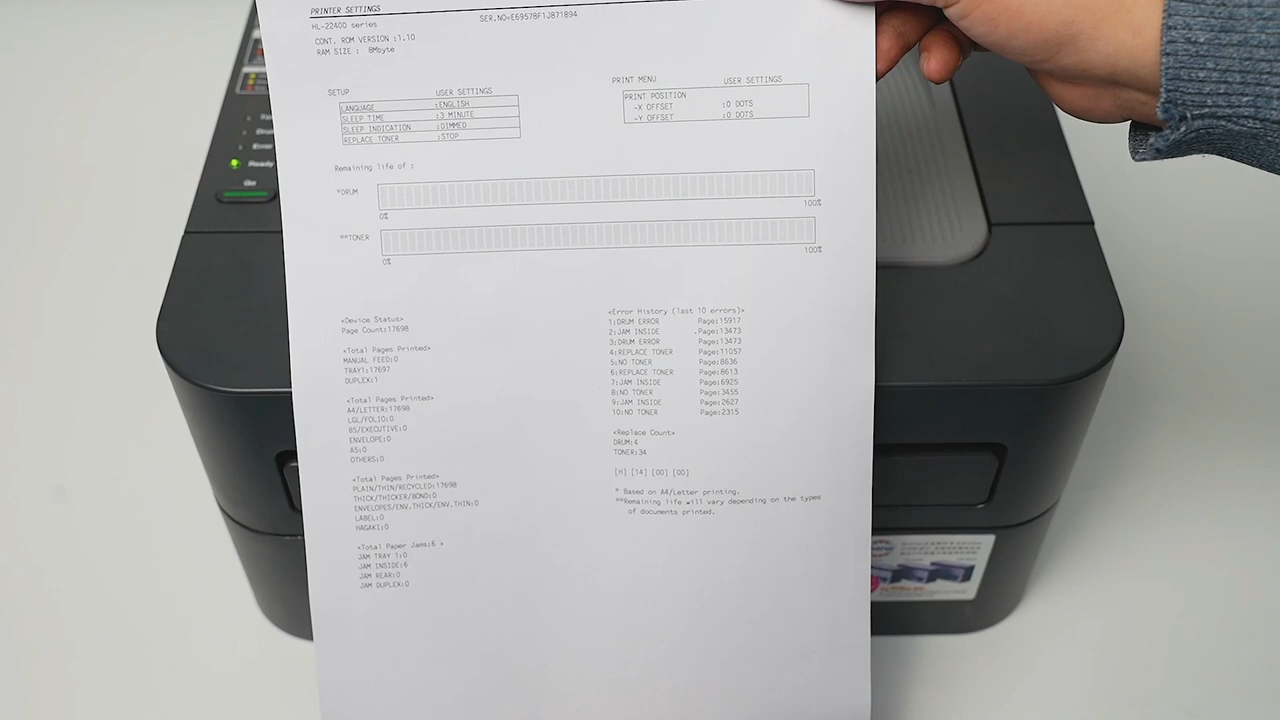 PRINTER SETTINGS
HL-2240D series
SER.NO=E69578F1J871894
CONT. ROM VERSION :1.10
RAM SIZE : 8Mbyte
SETUP USER SETTINGS
LANGUAGE :ENGLISH
SLEEP TIME :3 MINUTE
SLEEP INDICATION :DIMMED
REPLACE TONER :STOP
PRINT MENU USER SETTINGS
PRINT POSITION
-X OFFSET :0 DOTS
-Y OFFSET :0 DOTS
Remaining life of :
*DRUM
0% 100%
**TONER
0% 100%
<Device Status>
Page Count:17698
<Total Pages Printed>
MANUAL FEED:0
TRAY1:17697
DUPLEX:1
<Total Pages Printed>
A4/LETTER:17698
LGL/FOLIO:0
B5/EXECUTIVE:0
ENVELOPE:0
A5:0
OTHERS:0
<Total Pages Printed>
PLAIN/THIN/RECYCLED:17698
THICK/THICKER/BOND:0
ENVELOPES/ENV.THICK/ENV.THIN:0
LABEL:0
HAGAKI:0
<Total Paper Jams:6 >
JAM TRAY 1:0
JAM INSIDE:6
JAM REAR:0
JAM DUPLEX:0
<Error History (last 10 errors)>
1:DRUM ERROR Page:15917
2:JAM INSIDE Page:13473
3:DRUM ERROR Page:13473
4:REPLACE TONER Page:11057
5:NO TONER Page:8636
6:REPLACE TONER Page:8613
7:JAM INSIDE Page:6925
8:NO TONER Page:3455
9:JAM INSIDE Page:2627
10:NO TONER Page:2315
<Replace Count>
DRUM:4
TONER:34
[H] [14] [00] [00]
* Based on A4/Letter printing.
**Remaining life will vary depending on the types
of documents printed.
Error
Ready
Go